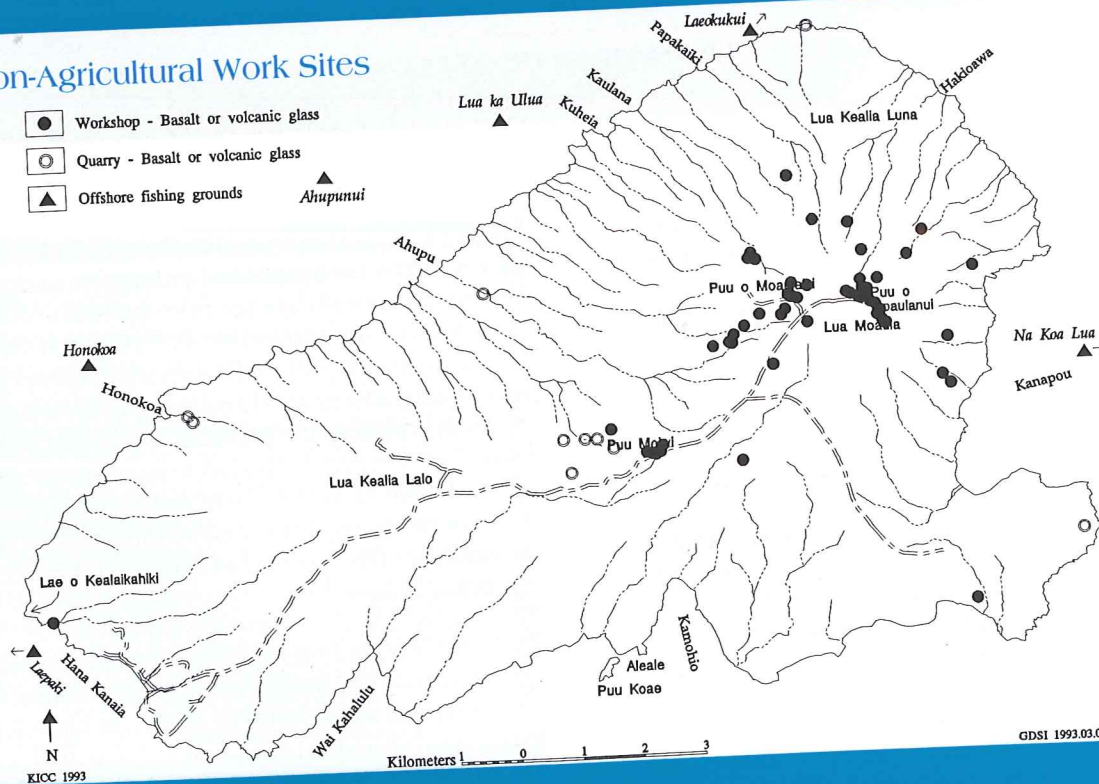 on-Agricultural Work Sites
Workshop - Basalt or volcanic glass
Quarry - Basalt or volcanic glass
Offshore fishing grounds
Laeokukui
Papakaiki
Kaulana
Kuheia
Lua ka Ulua
Ahupunui
Hakioawa
Lua Kealia Luna
Ahupu
Puu o
Puu o
paulanui
Lua
Na Koa Lua
Kanapou
Honokoa
Honokoa
Puu
Lua Kealia Lalo
Lae o Kealaikahiki
Laepaki
Hana Kanaia
Wai Kahalulu
Aleale
Puu Koae
Kamohio
N
KICC 1993
Kilometers 1 0 1 2 3
GDSI 1993.03.0